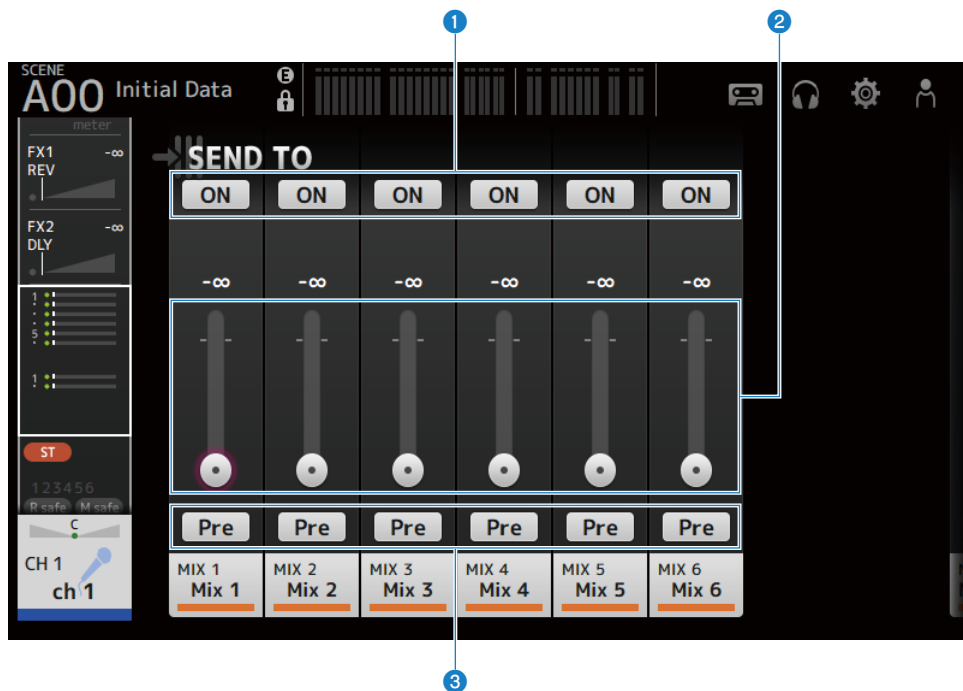 1
2
SCENE
A00 Initial Data
E
meter
FX1 -∞
REV
FX2 -∞
DLY
1
5
1
ST
123456
R safe M safe
C
CH 1
ch 1
SEND TO
ON ON ON ON ON ON
-∞ -∞ -∞ -∞ -∞ -∞
Pre Pre Pre Pre Pre Pre
MIX 1 MIX 2 MIX 3 MIX 4 MIX 5 MIX 6
Mix 1 Mix 2 Mix 3 Mix 4 Mix 5 Mix 6
3